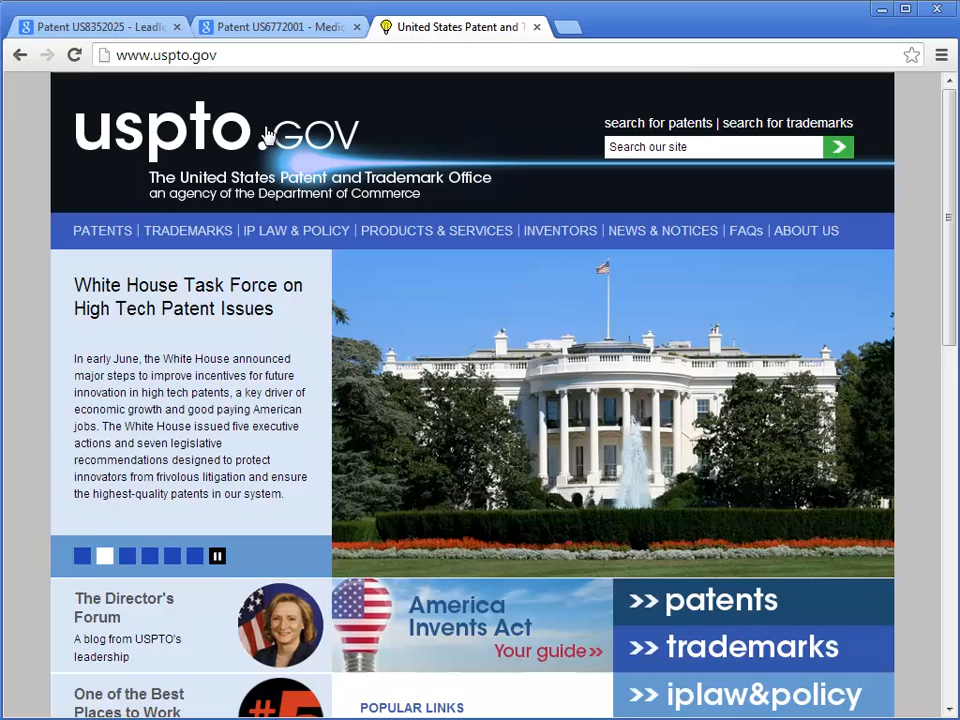 Patent US8352025 - Leadle
Patent US6772001 - Medic
United States Patent and T
www.uspto.gov
uspto.GOV
search for patents | search for trademarks
Search our site
The United States Patent and Trademark Office
an agency of the Department of Commerce
PATENTS | TRADEMARKS | IP LAW & POLICY | PRODUCTS & SERVICES | INVENTORS | NEWS & NOTICES | FAQs | ABOUT US
White House Task Force on
High Tech Patent Issues
In early June, the White House announced
major steps to improve incentives for future
innovation in high tech patents, a key driver of
economic growth and good paying American
jobs. The White House issued five executive
actions and seven legislative
recommendations designed to protect
innovators from frivolous litigation and ensure
the highest-quality patents in our system.
The Director's
Forum
A blog from USPTO's
leadership
America
Invents Act
Your guide>>
>> patents
>> trademarks
>> iplaw&policy
One of the Best
Places to Work
#5
POPULAR LINKS